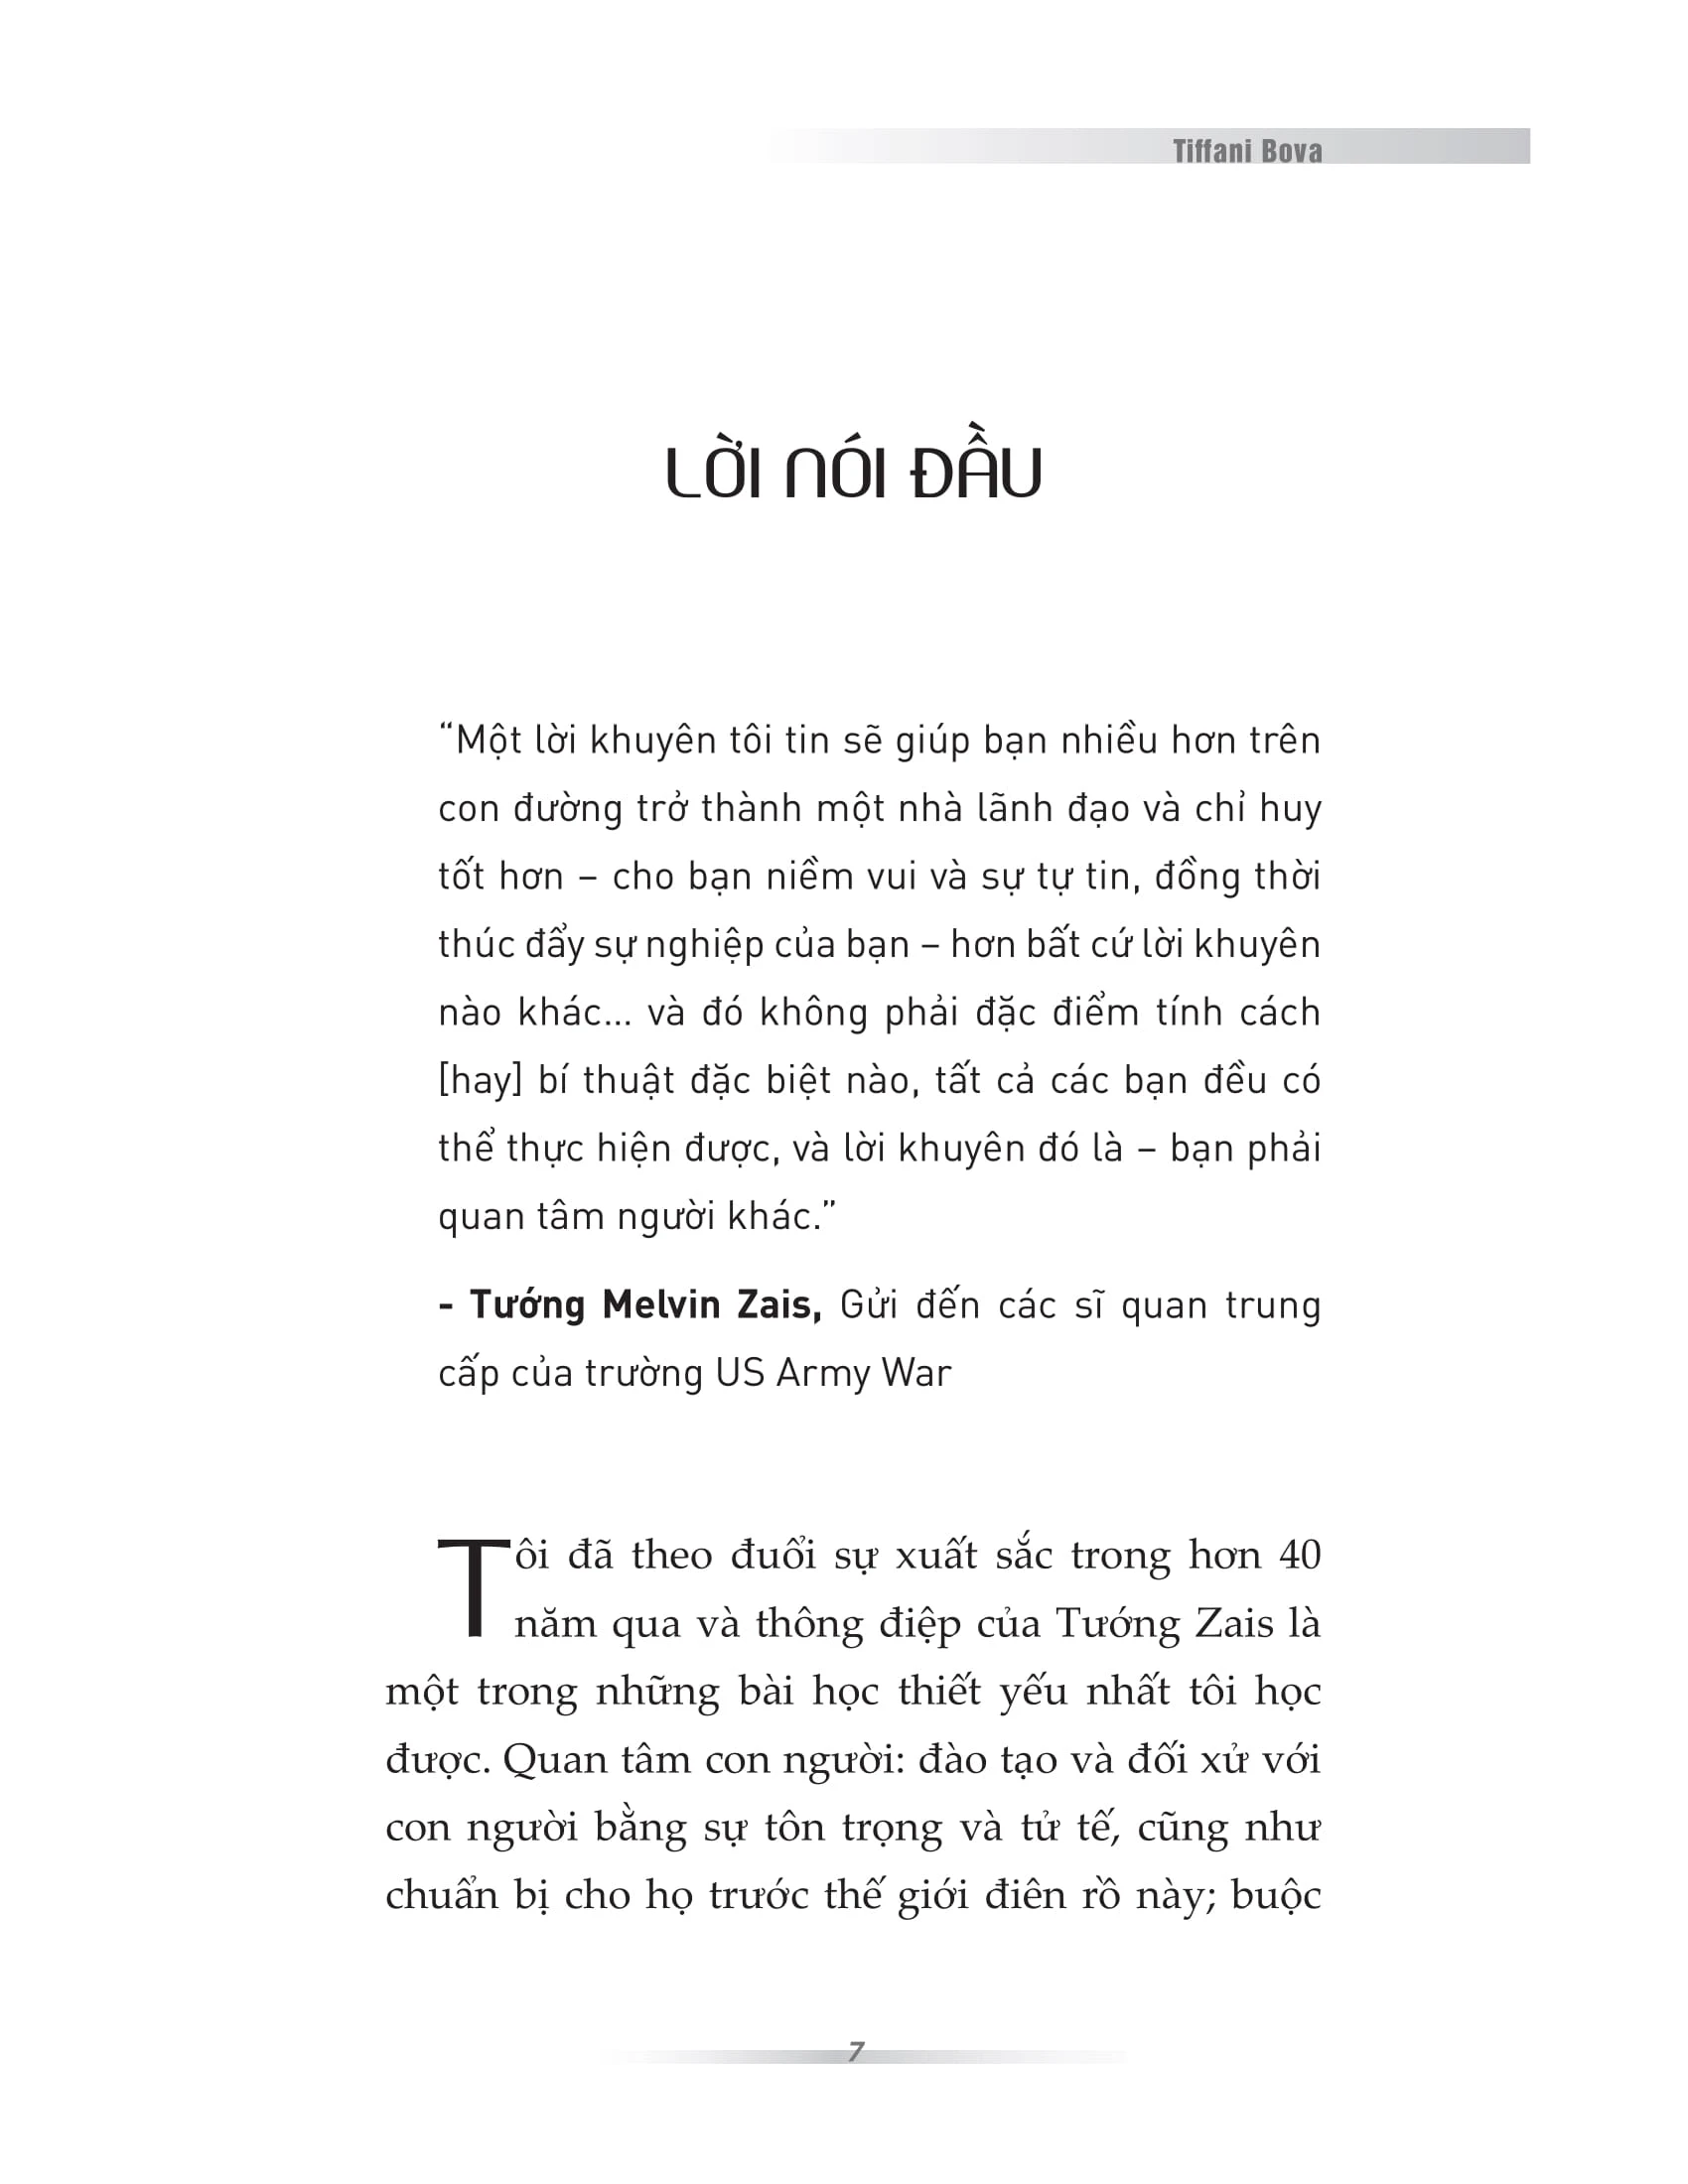 Tiffani Bova
LỜI NÓI ĐẦU
“Một lời khuyên tôi tin sẽ giúp bạn nhiều hơn trên
con đường trở thành một nhà lãnh đạo và chỉ huy
tốt hơn – cho bạn niềm vui và sự tự tin, đồng thời
thúc đẩy sự nghiệp của bạn – hơn bất cứ lời khuyên
nào khác... và đó không phải đặc điểm tính cách
[hay] bí thuật đặc biệt nào, tất cả các bạn đều có
thể thực hiện được, và lời khuyên đó là – bạn phải
quan tâm người khác.”
- Tướng Melvin Zais, Gửi đến các sĩ quan trung
cấp của trường US Army War
Tôi đã theo đuổi sự xuất sắc trong hơn 40
năm qua và thông điệp của Tướng Zais là
một trong những bài học thiết yếu nhất tôi học
được. Quan tâm con người: đào tạo và đối xử với
con người bằng sự tôn trọng và tử tế, cũng như
chuẩn bị cho họ trước thế giới điên rồ này; buộc
7